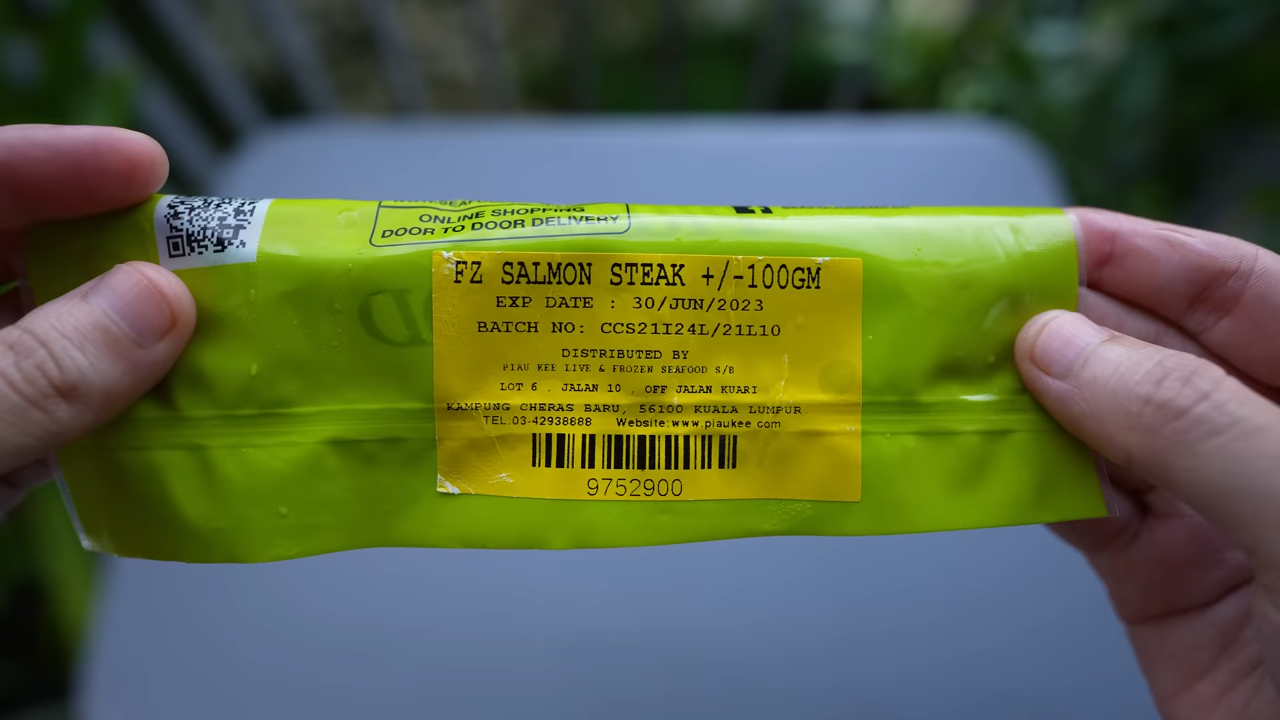 ONLINE SHOPPING
DOOR TO DOOR DELIVERY
FZ SALMON STEAK +/-100GM
EXP DATE : 30/JUN/2023
BATCH NO: CCS21I24L/21L10
DISTRIBUTED BY
PIAU KEE LIVE & FROZEN SEAFOOD S/B
LOT 6 , JALAN 10 , OFF JALAN KUARI
KAMPUNG CHERAS BARU, 56100 KUALA LUMPUR
TEL.03-42938888 Website:www.piaukee.com
9752900